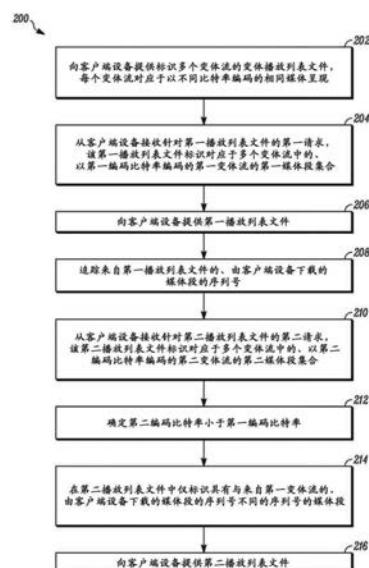 200
202
向客户端设备提供标识多个变体流的变体播放列表文件，
每个变体流对应于以不同比特率编码的相同媒体呈现
204
从客户端设备接收针对第一播放列表文件的第一请求，
该第一播放列表文件标识对应于多个变体流中的、
以第一编码比特率编码的第一变体流的第一媒体段集合
206
向客户端设备提供第一播放列表文件
208
追踪来自第一播放列表文件的、由客户端设备下载的
媒体段的序列号
210
从客户端设备接收针对第二播放列表文件的第二请求，
该第二播放列表文件标识对应于多个变体流中的、以第二
编码比特率编码的第二变体流的第二媒体段集合
212
确定第二编码比特率小于第一编码比特率
214
在第二播放列表文件中仅标识具有与来自第一变体流的、
由客户端设备下载的媒体段的序列号不同的序列号的媒体段
216
向客户端设备提供第二播放列表文件